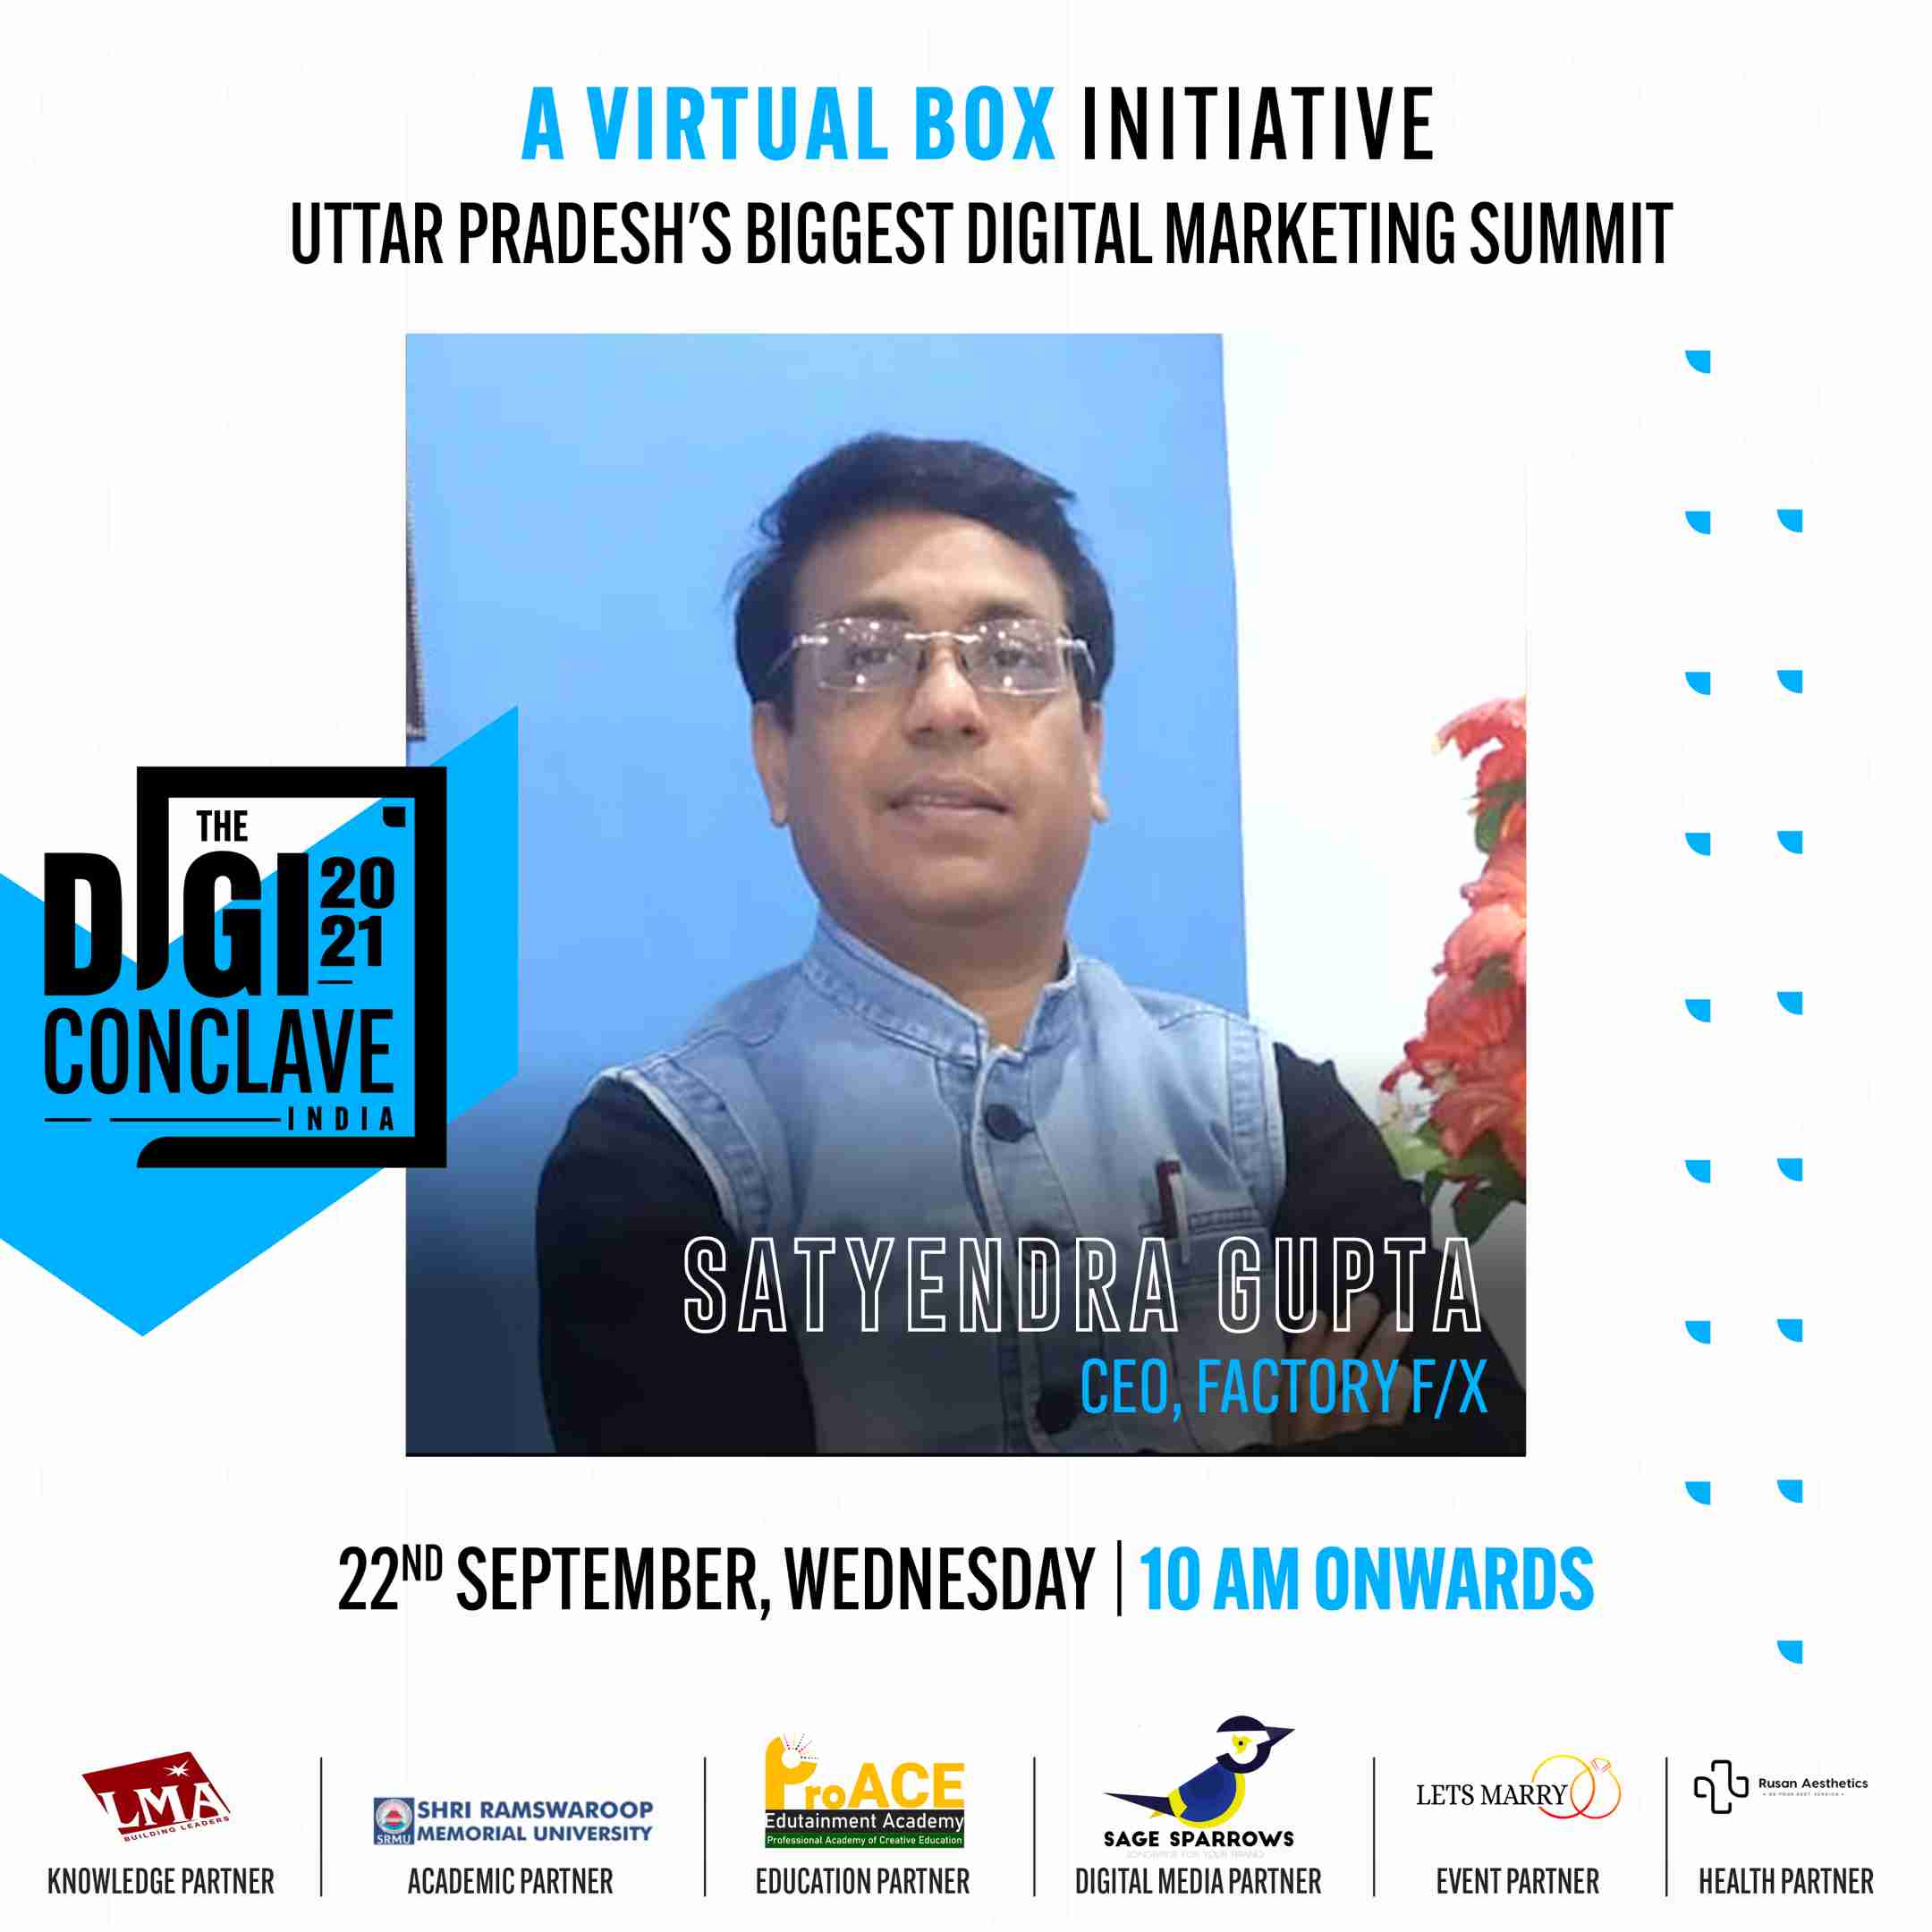 A VIRTUAL BOX INITIATIVE
UTTAR PRADESH'S BIGGEST DIGITAL MARKETING SUMMIT
THE
DIGI 20
21
CONCLAVE
INDIA
SATYENDRA GUPTA
CEO, FACTORY F/X
22ND SEPTEMBER, WEDNESDAY | 10 AM ONWARDS
LMA
BUILDING LEADERS
KNOWLEDGE PARTNER
SRMU
SHRI RAMSWAROOP
MEMORIAL UNIVERSITY
ACADEMIC PARTNER
ProACE
Edutainment Academy
Professional Academy of Creative Education
EDUCATION PARTNER
SAGE SPARROWS
DIGITAL MEDIA PARTNER
LETS MARRY
EVENT PARTNER
Rusan Aesthetics
HEALTH PARTNER